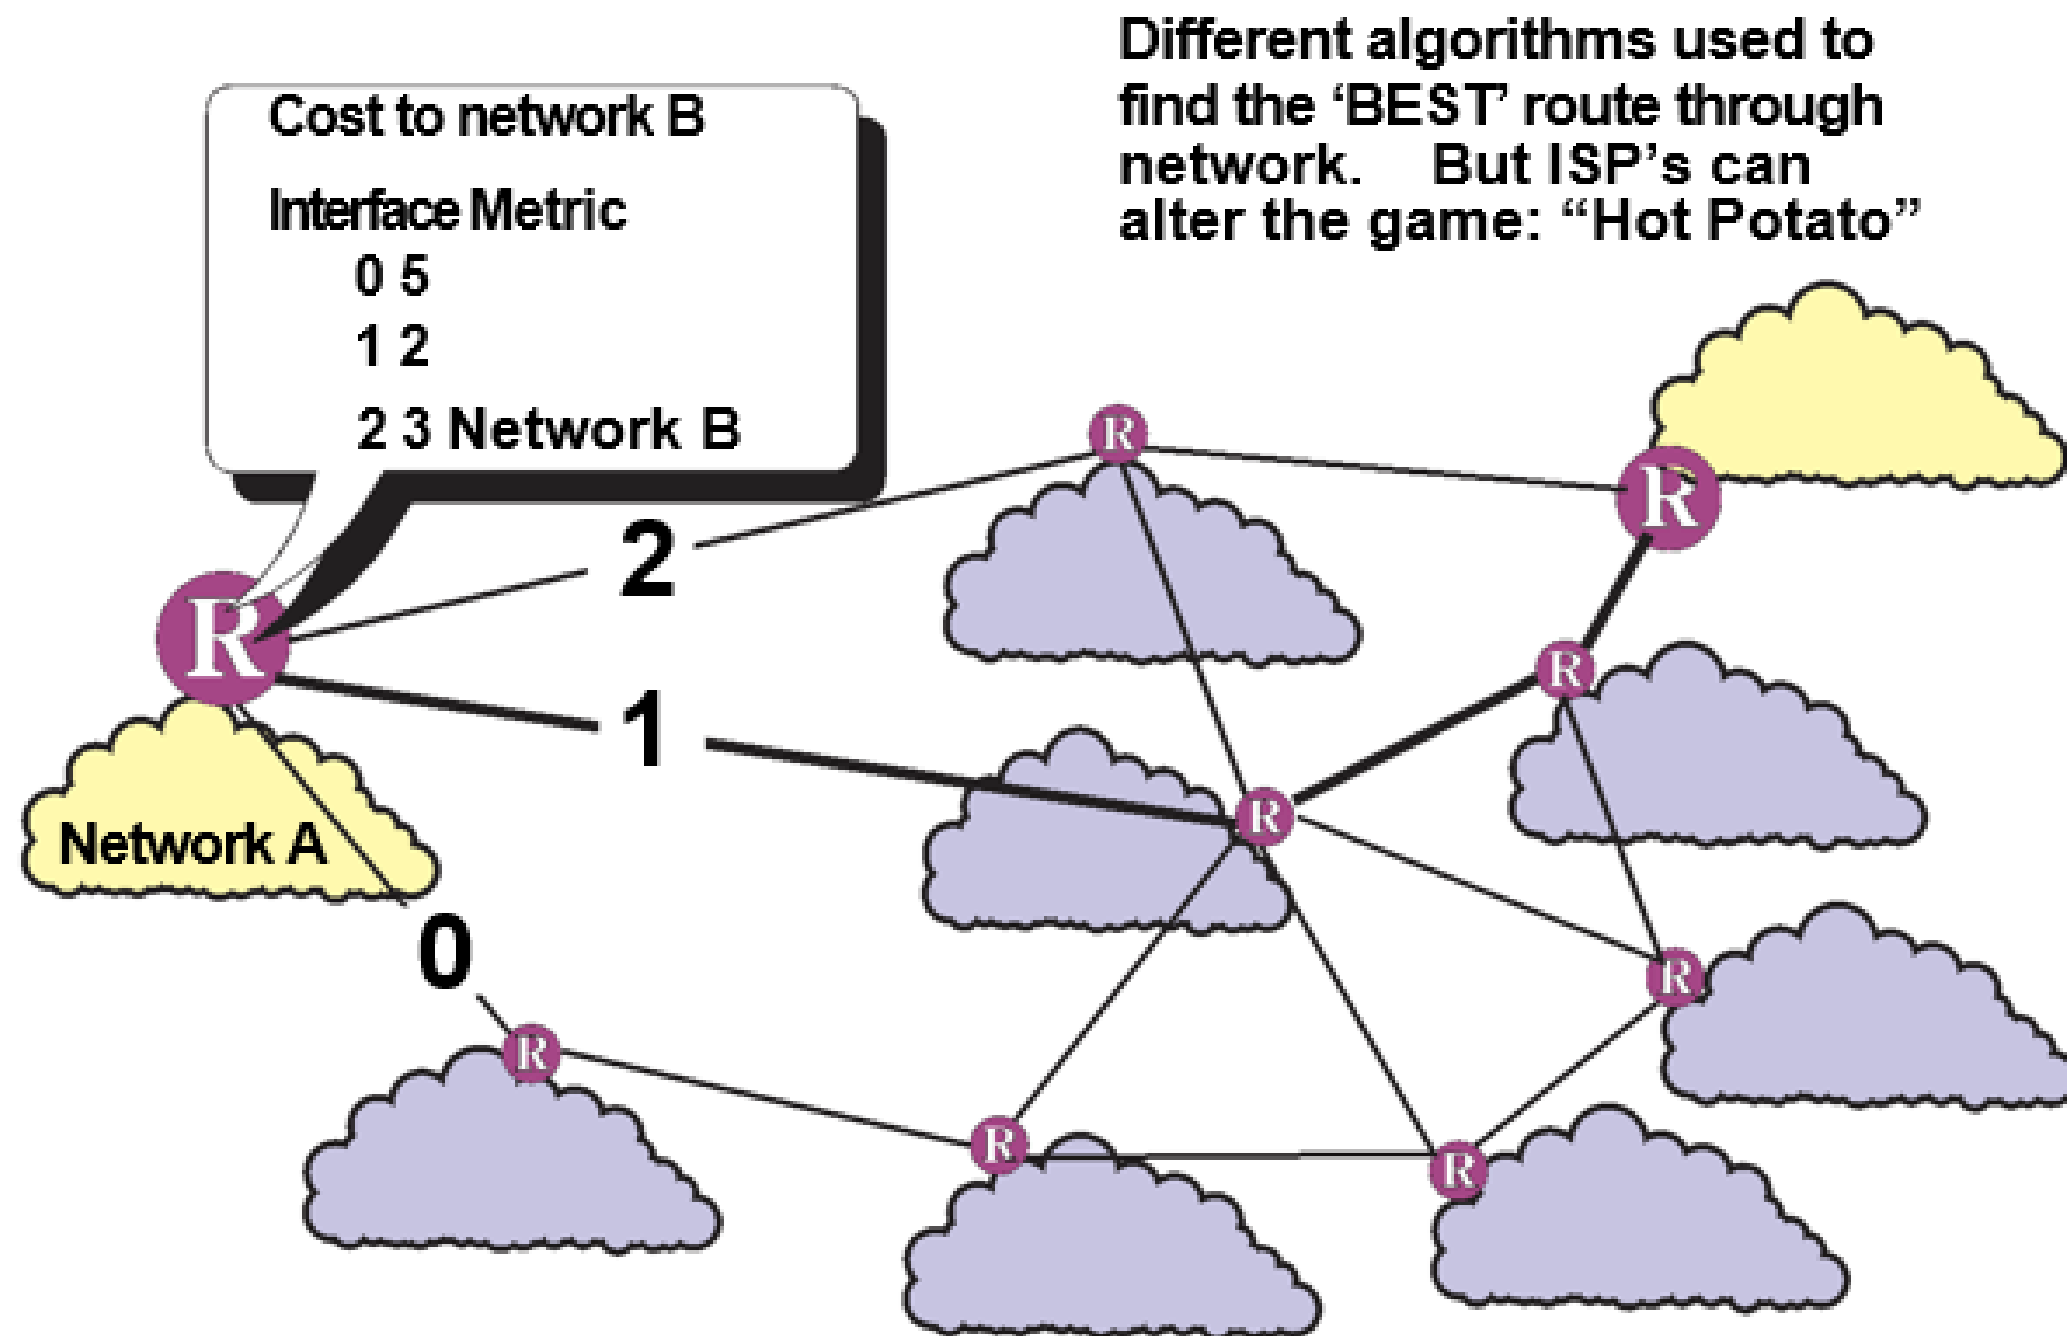 Different algorithms used to
find the ‘BEST’ route through
network. But ISP’s can
alter the game: “Hot Potato”
Cost to network B
Interface Metric
0 5
1 2
2 3 Network B
R
R
2
R
R
1
R
Network A
0
R
R
R
R